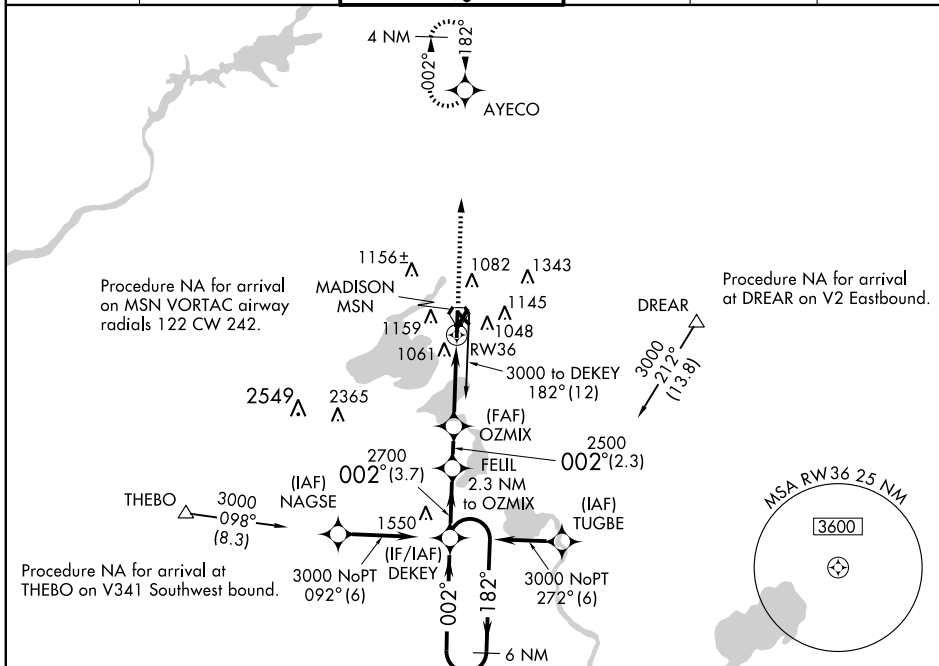 4 NM
182°
002°
AYECO
1156±
1082
1343
Procedure NA for arrival
on MSN VORTAC airway
radials 122 CW 242.
MADISON
MSN
1145
1159
1048
1061
RW36
DREAR
Procedure NA for arrival
at DREAR on V2 Eastbound.
3000
212°
(13.8)
3000 to DEKEY
182° (12)
2549
2365
(FAF)
OZMIX
2500
002° (2.3)
2700
002° (3.7)
FELIL
2.3 NM
to OZMIX
(IAF)
NAGSE
THEBO
3000
098°
(8.3)
1550
(IF/IAF)
DEKEY
(IAF)
TUGBE
3000 NoPT
092° (6)
3000 NoPT
272° (6)
Procedure NA for arrival at
THEBO on V341 Southwest bound.
002°
182°
6 NM
MSA RW36 25 NM
3600